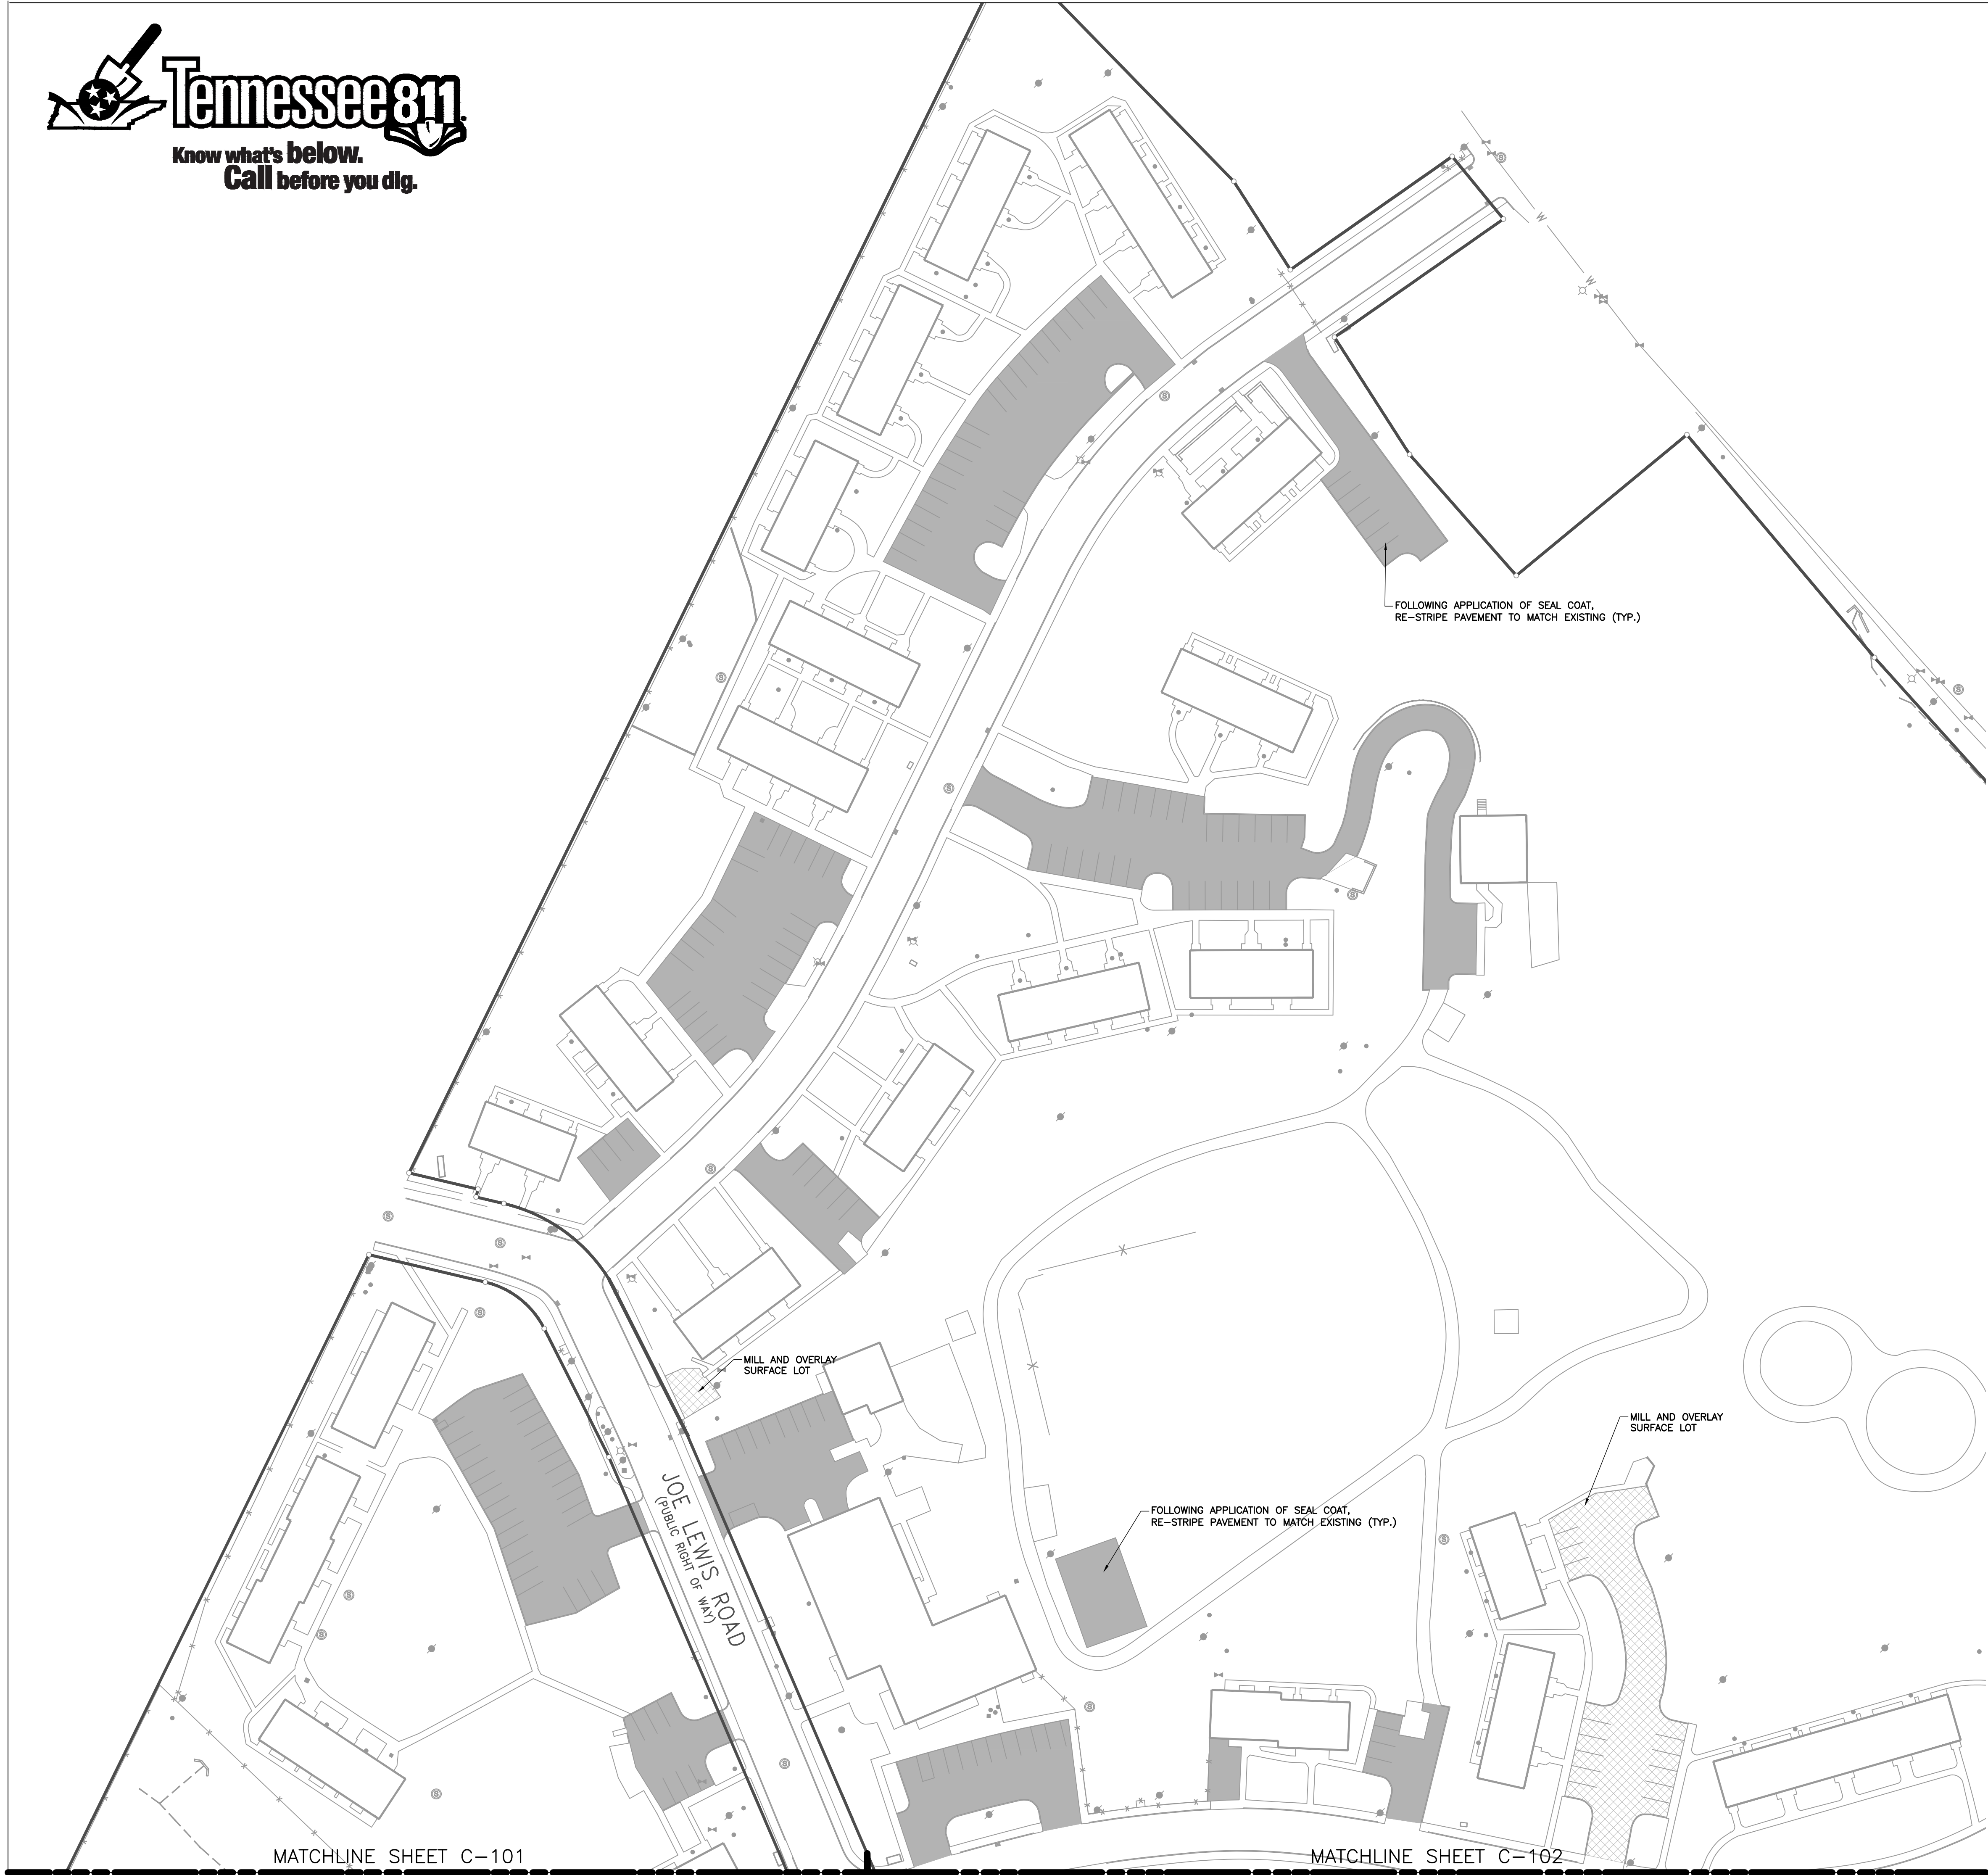 Tennessee 811.
Know what's below.
Call before you dig.
W
W
S
S
S
FOLLOWING APPLICATION OF SEAL COAT,
RE-STRIPE PAVEMENT TO MATCH EXISTING (TYP.)
S
S
S
S
S
S
S
S
MILL AND OVERLAY
SURFACE LOT
MILL AND OVERLAY
SURFACE LOT
JOE LEWIS ROAD
(PUBLIC RIGHT OF WAY)
FOLLOWING APPLICATION OF SEAL COAT,
RE-STRIPE PAVEMENT TO MATCH EXISTING (TYP.)
S
S
S
S
S
S
MATCHLINE SHEET C-101
MATCHLINE SHEET C-102